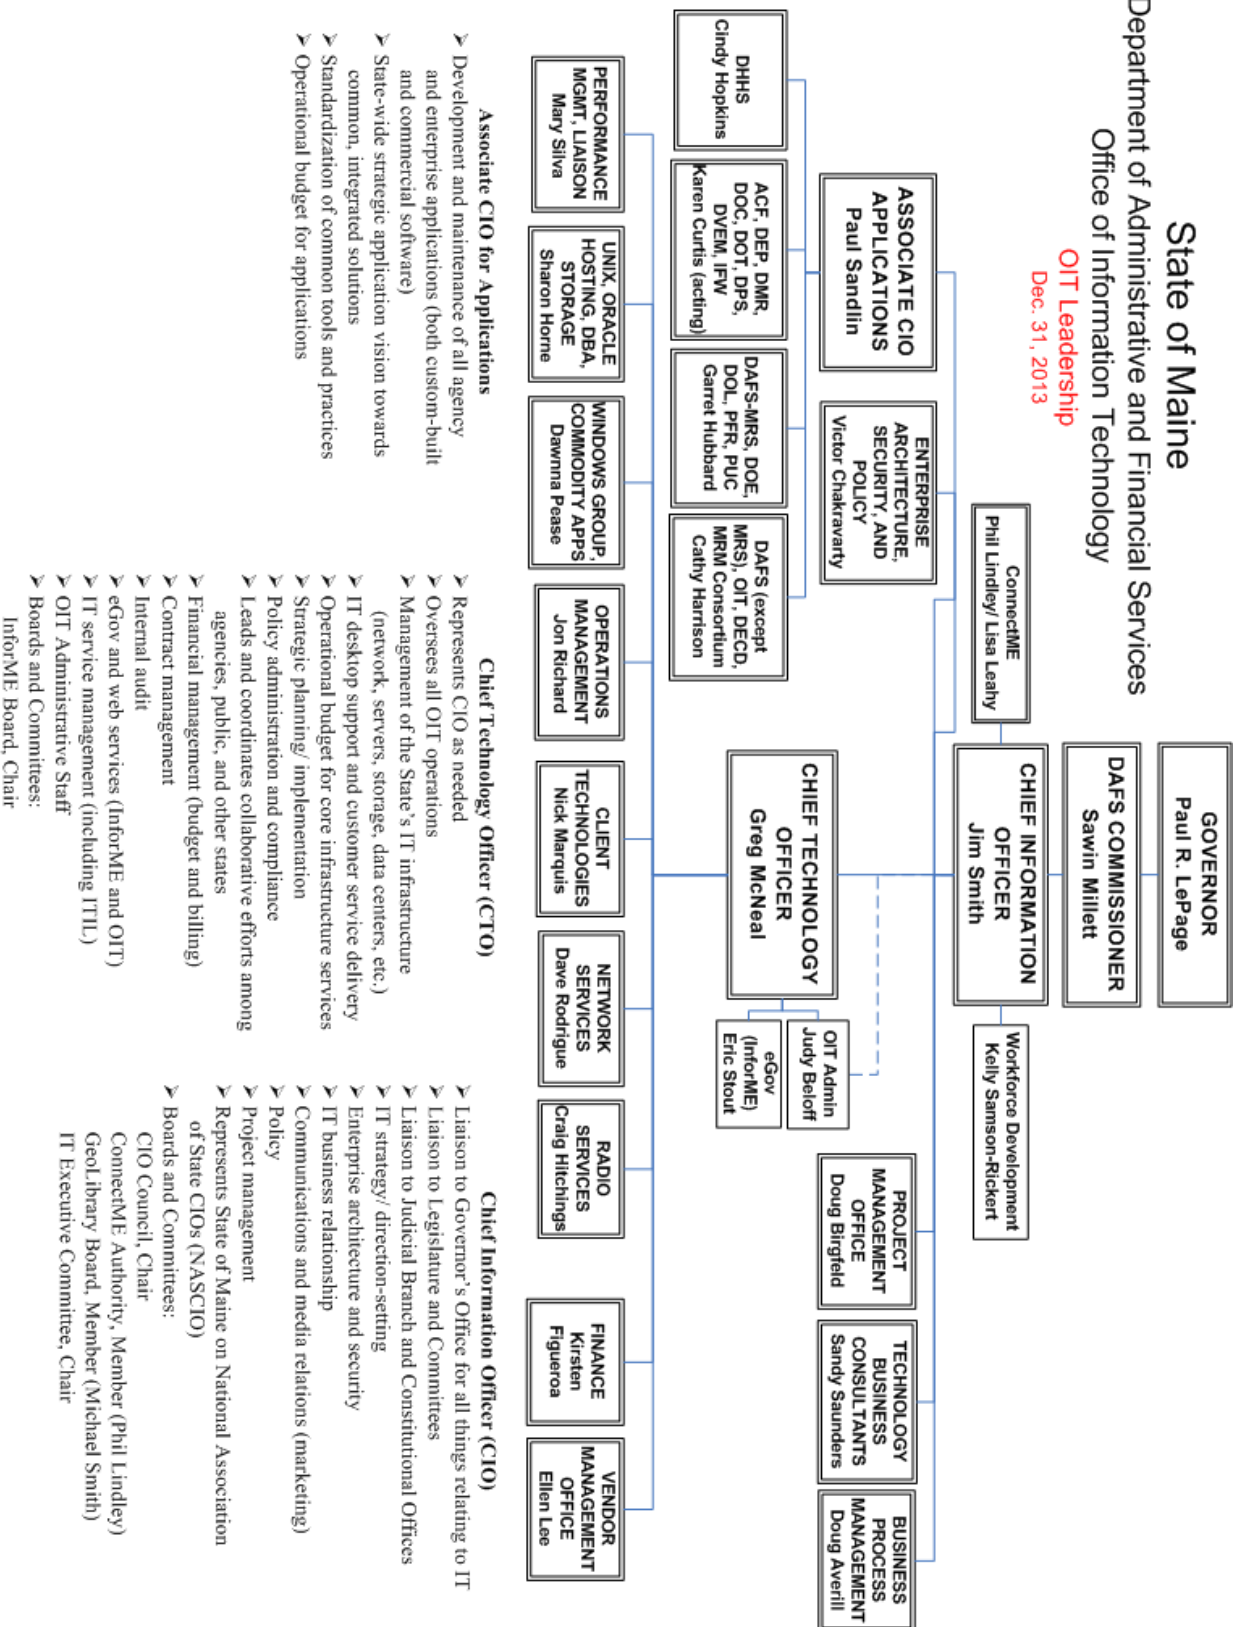 State of Maine
Department of Administrative and Financial Services
Office of Information Technology
OIT Leadership
Dec. 31, 2013
GOVERNOR
Paul R. LePage
DAFS COMMISSIONER
Sawin Millett
CHIEF INFORMATION
OFFICER
Jim Smith
ConnectME
Phil Lindley/ Lisa Leahy
Workforce Development
Kelly Samson-Rickert
ASSOCIATE CIO
APPLICATIONS
Paul Sandlin
ENTERPRISE
ARCHITECTURE,
SECURITY, AND
POLICY
Victor Chakravarty
PROJECT
MANAGEMENT
OFFICE
Doug Birgfeld
TECHNOLOGY
BUSINESS
CONSULTANTS
Sandy Saunders
BUSINESS
PROCESS
MANAGEMENT
Doug Averill
CHIEF TECHNOLOGY
OFFICER
Greg McNeal
OIT Admin
Judy Beloff
eGov
(InforME)
Eric Stout
DHHS
Cindy Hopkins
ACF, DEP, DMR,
DOC, DOT, DPS,
DVEM, IFW
Karen Curtis (acting)
DAFS-MRS, DOE,
DOL, PFR, PUC
Garret Hubbard
DAFS (except
MRS), OIT, DECD,
MRM Consortium
Cathy Harrison
PERFORMANCE
MGMT, LIAISON
Mary Silva
UNIX, ORACLE
HOSTING, DBA,
STORAGE
Sharon Horne
WINDOWS GROUP,
COMMODITY APPS
Dawnna Pease
OPERATIONS
MANAGEMENT
Jon Richard
CLIENT
TECHNOLOGIES
Nick Marquis
NETWORK
SERVICES
Dave Rodrigue
RADIO
SERVICES
Craig Hitchings
FINANCE
Kirsten
Figueroa
VENDOR
MANAGEMENT
OFFICE
Ellen Lee
Associate CIO for Applications
➢ Development and maintenance of all agency
and enterprise applications (both custom-built
and commercial software)
➢ State-wide strategic application vision towards
common, integrated solutions
➢ Standardization of common tools and practices
➢ Operational budget for applications
Chief Technology Officer (CTO)
➢ Represents CIO as needed
➢ Oversees all OIT operations
➢ Management of the State's IT infrastructure
(network, servers, storage, data centers, etc.)
➢ IT desktop support and customer service delivery
➢ Operational budget for core infrastructure services
➢ Strategic planning/ implementation
➢ Policy administration and compliance
➢ Leads and coordinates collaborative efforts among
agencies, public, and other states
➢ Financial management (budget and billing)
➢ Contract management
➢ Internal audit
➢ eGov and web services (InforME and OIT)
➢ IT service management (including ITIL)
➢ OIT Administrative Staff
➢ Boards and Committees:
InforME Board, Chair
Chief Information Officer (CIO)
➢ Liaison to Governor's Office for all things relating to IT
➢ Liaison to Legislature and Committees
➢ Liaison to Judicial Branch and Constitutional Offices
➢ IT strategy/ direction-setting
➢ Enterprise architecture and security
➢ IT business relationship
➢ Communications and media relations (marketing)
➢ Policy
➢ Project management
➢ Represents State of Maine on National Association
of State CIOs (NASCIO)
➢ Boards and Committees:
CIO Council, Chair
ConnectME Authority, Member (Phil Lindley)
GeoLibrary Board, Member (Michael Smith)
IT Executive Committee, Chair